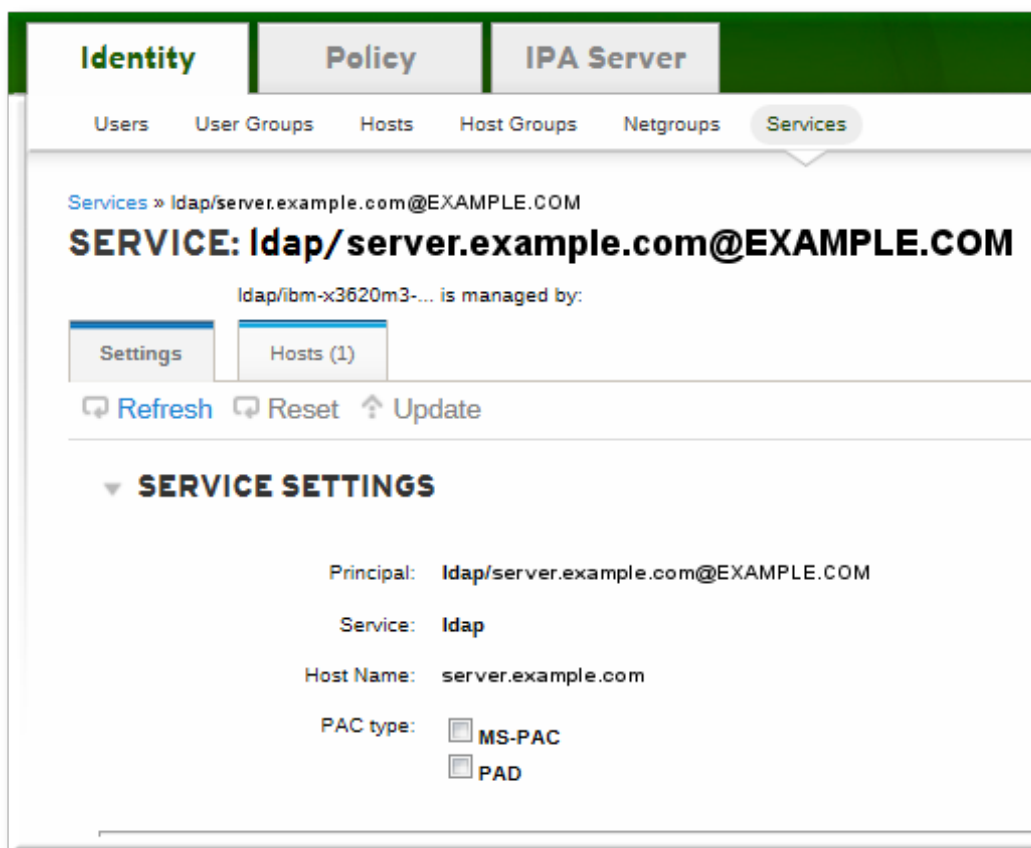 Identity Policy IPA Server
Users User Groups Hosts Host Groups Netgroups Services
Services » ldap/server.example.com@EXAMPLE.COM
SERVICE: ldap/server.example.com@EXAMPLE.COM
ldap/ibm-x3620m3-... is managed by:
Settings Hosts (1)
Refresh Reset Update
SERVICE SETTINGS
Principal: ldap/server.example.com@EXAMPLE.COM
Service: ldap
Host Name: server.example.com
PAC type: MS-PAC
PAD